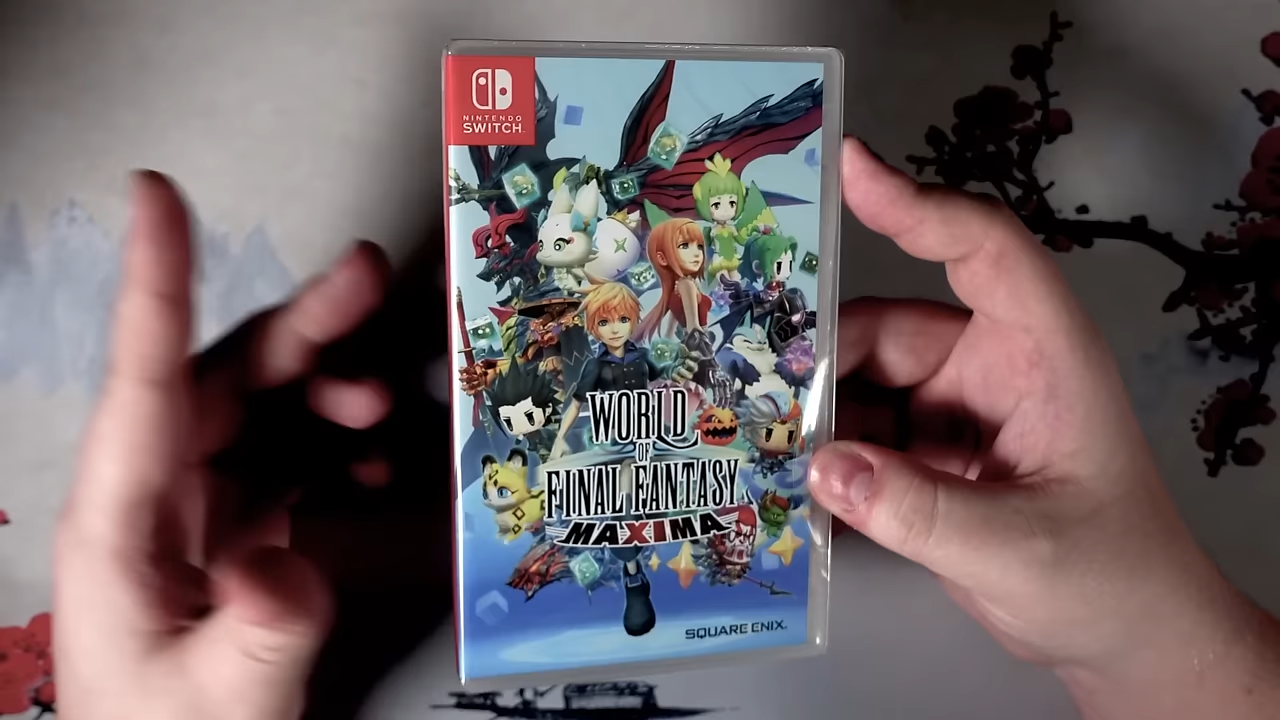 NINTENDO
SWITCH
WORLD
OF
FINAL FANTASY
MAXIMA
SQUARE ENIX